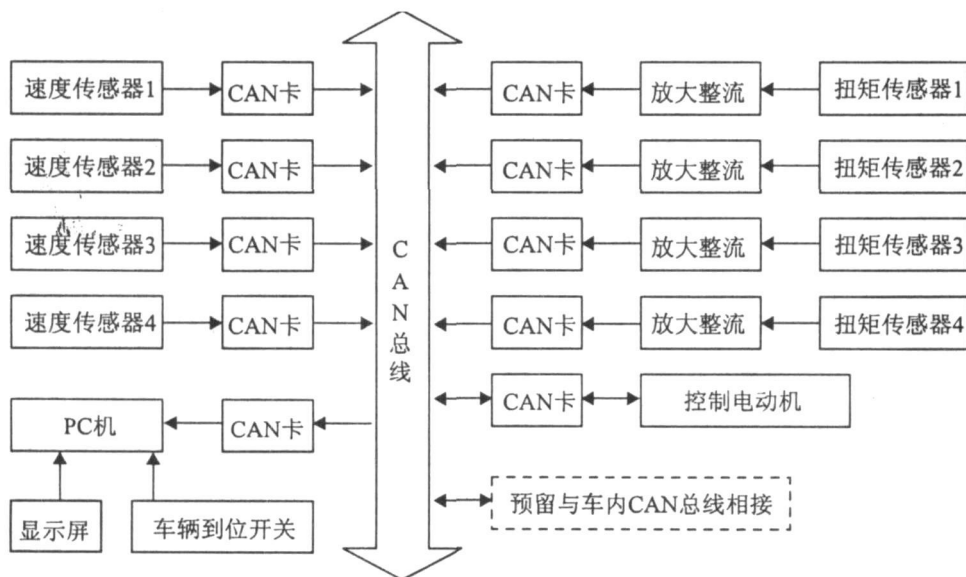 速度传感器1
CAN卡
CAN卡
放大整流
扭矩传感器1
速度传感器2
CAN卡
CAN卡
放大整流
扭矩传感器2
速度传感器3
CAN卡
CAN卡
放大整流
扭矩传感器3
速度传感器4
CAN卡
CAN卡
放大整流
扭矩传感器4
CAN总线
PC机
CAN卡
CAN卡
控制电动机
显示屏
车辆到位开关
预留与车内CAN总线相接